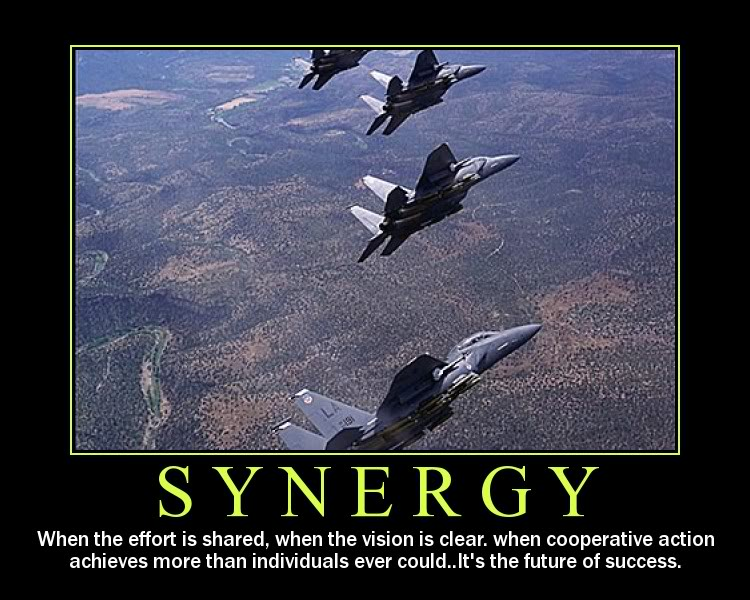 LA
SYNERGY
When the effort is shared, when the vision is clear. when cooperative action
achieves more than individuals ever could..It's the future of success.